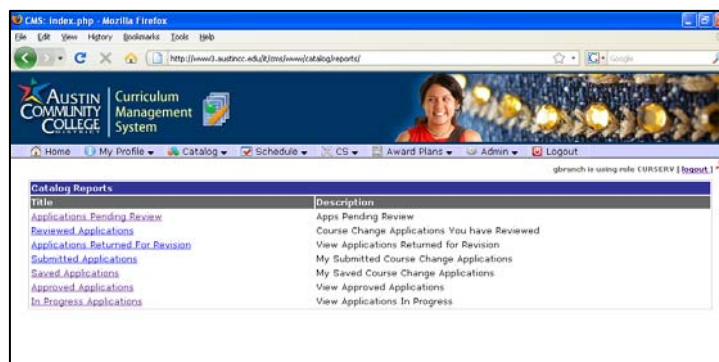 CMS: index.php - Mozilla Firefox
File Edit View History Bookmarks Tools Help
http://www3.austincc.edu/it/cms/www/catalog/reports/
Google
AUSTIN COMMUNITY COLLEGE DISTRICT
Curriculum Management System
Home My Profile Catalog Schedule CS Award Plans Admin Logout
gbranch is using role CURSERV [ logout ]
Catalog Reports
Title Description
Applications Pending Review Apps Pending Review
Reviewed Applications Course Change Applications You have Reviewed
Applications Returned For Revision View Applications Returned for Revision
Submitted Applications My Submitted Course Change Applications
Saved Applications My Saved Course Change Applications
Approved Applications View Approved Applications
In Progress Applications View Applications In Progress